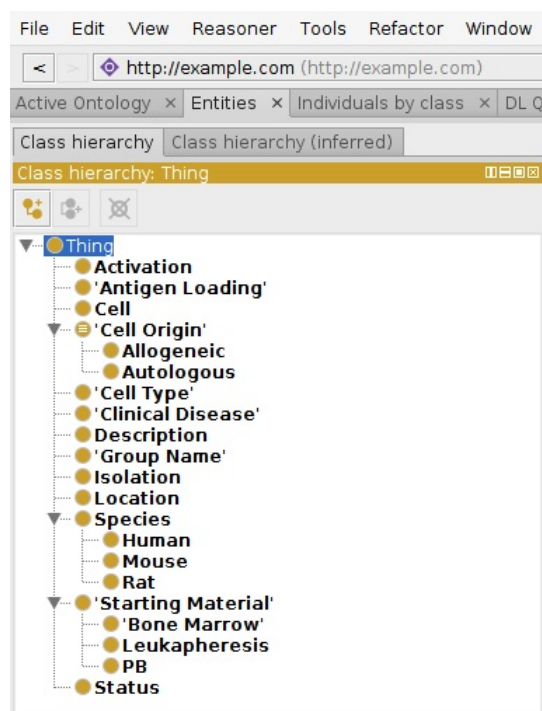 File Edit View Reasoner Tools Refactor Window
< > http://example.com (http://example.com)
Active Ontology × Entities × Individuals by class × DL Q
Class hierarchy Class hierarchy (inferred)
Class hierarchy: Thing
Thing
Activation
'Antigen Loading'
Cell
'Cell Origin'
Allogeneic
Autologous
'Cell Type'
'Clinical Disease'
Description
'Group Name'
Isolation
Location
Species
Human
Mouse
Rat
'Starting Material'
'Bone Marrow'
Leukapheresis
PB
Status